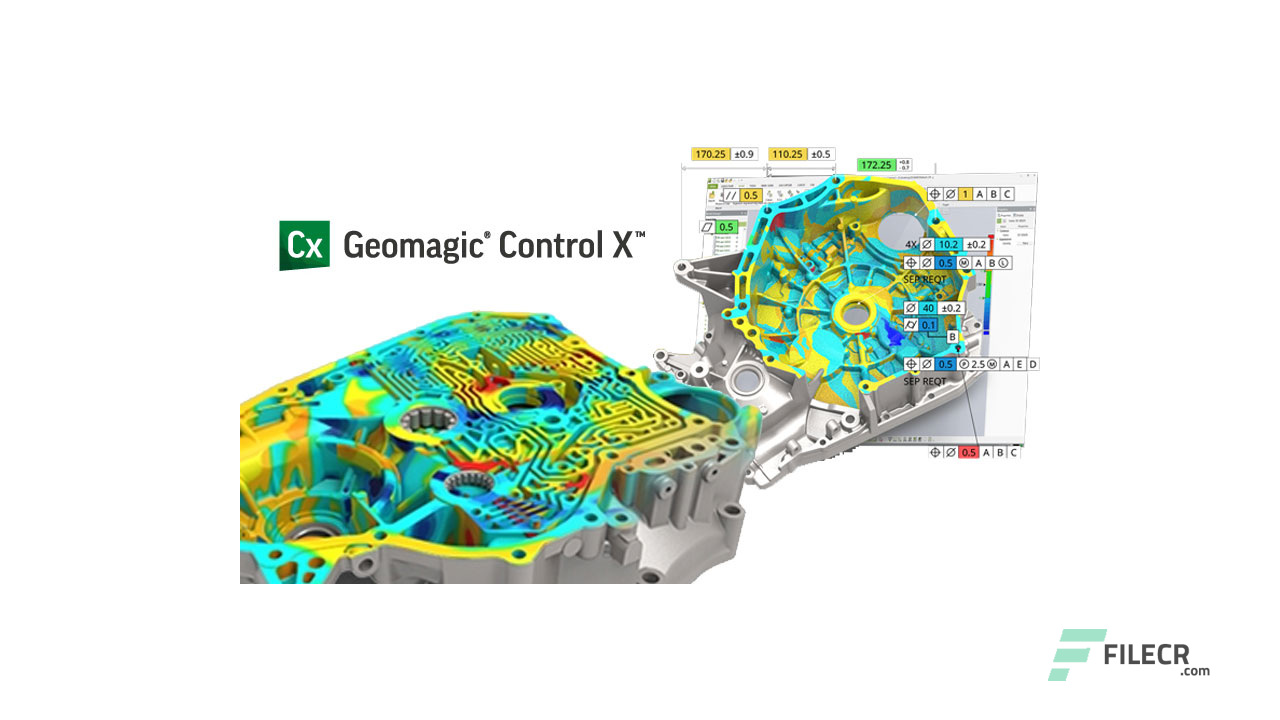 170.25 ±0.9 110.25 ±0.5
172.25 +0.8 -0.7
// 0.5
⌖ ⌀ 1 A B C
⏥ 0.5
Cx Geomagic® Control X™
4X ⌀ 10.2 ±0.2
⌖ ⌀ 0.5 Ⓜ A B Ⓛ
SEP REQT
⌀ 40 ±0.2
⌭ 0.1
B
⌖ ⌀ 0.5 Ⓟ 2.5 Ⓜ A E D
SEP REQT
⌖ ⌀ 0.5 A B C
FILECR
.com